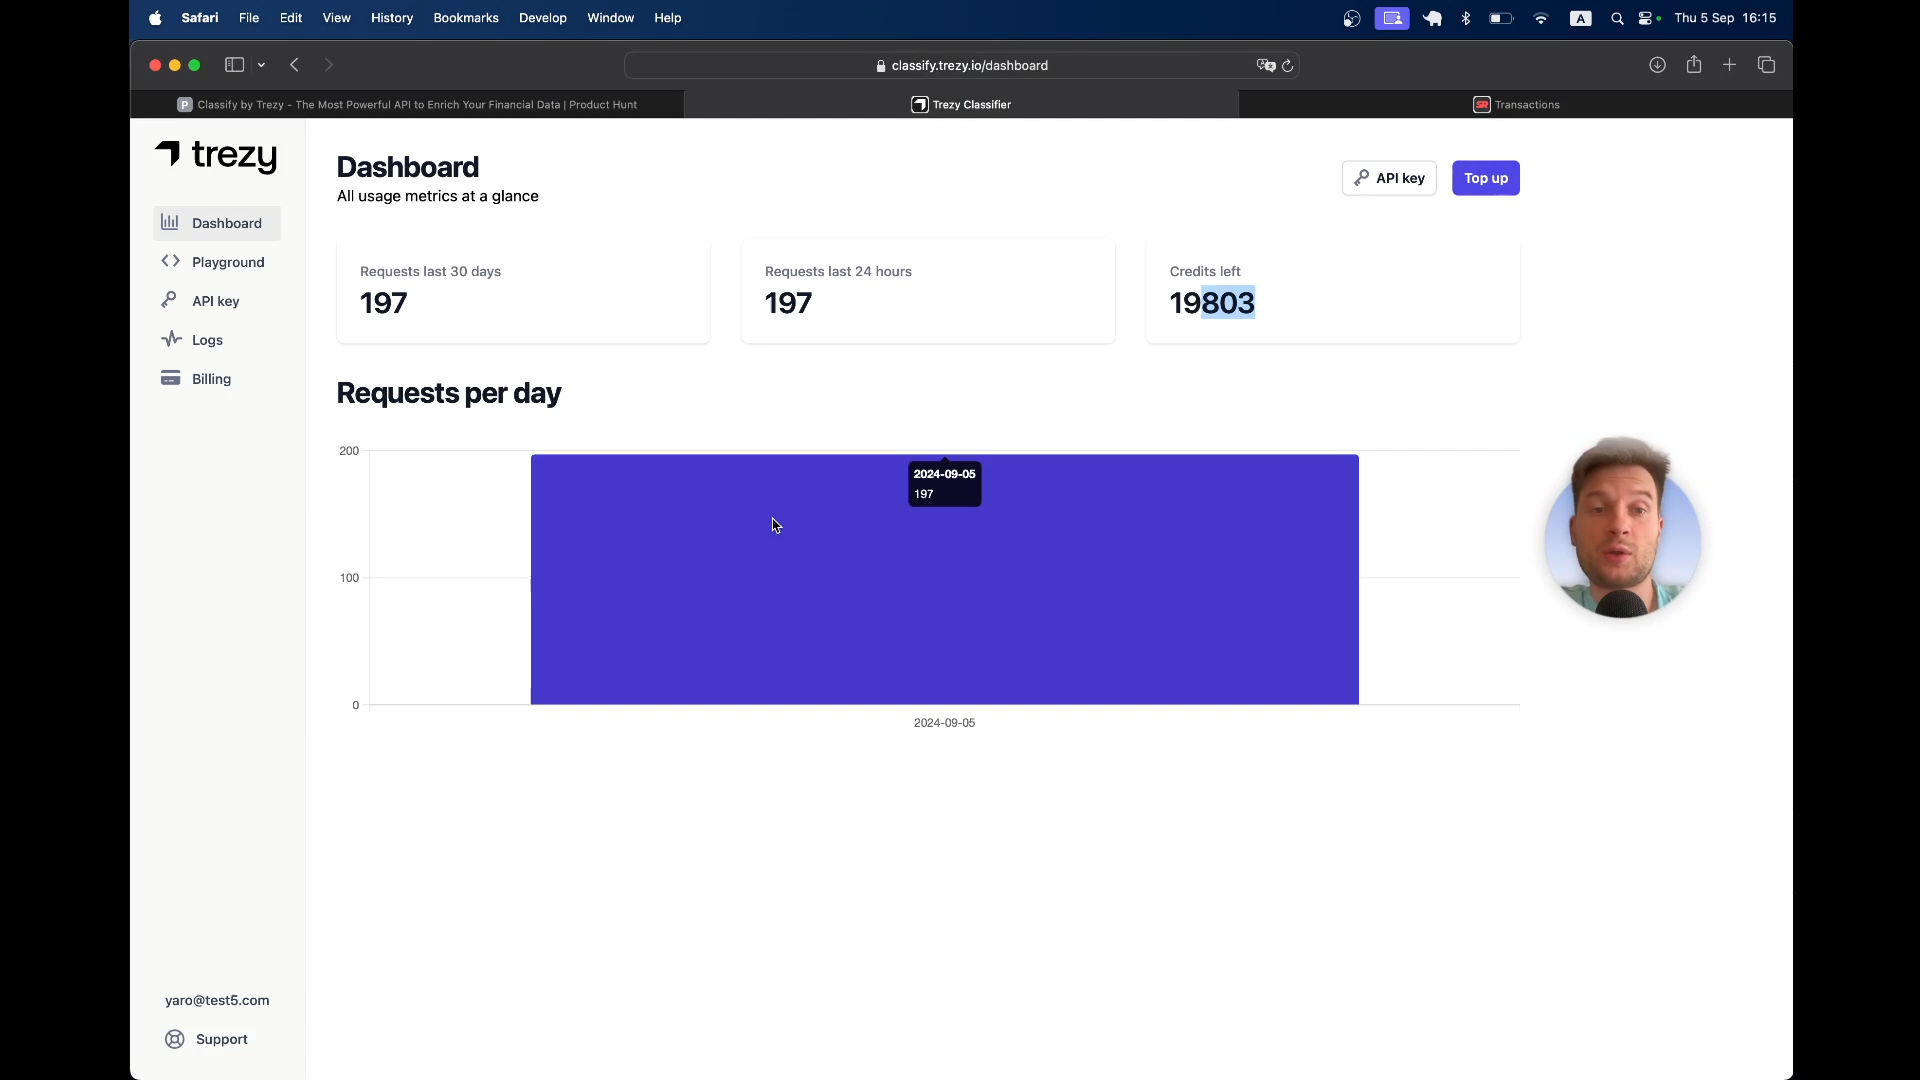 Safari File Edit View History Bookmarks Develop Window Help
A
Thu 5 Sep 16:15
classify.trezy.io/dashboard
P Classify by Trezy - The Most Powerful API to Enrich Your Financial Data | Product Hunt
Trezy Classifier
SR Transactions
trezy
Dashboard
Playground
API key
Logs
Billing
yaro@test5.com
Support
Dashboard
All usage metrics at a glance
API key
Top up
Requests last 30 days
197
Requests last 24 hours
197
Credits left
19803
Requests per day
200
100
0
2024-09-05
197
2024-09-05